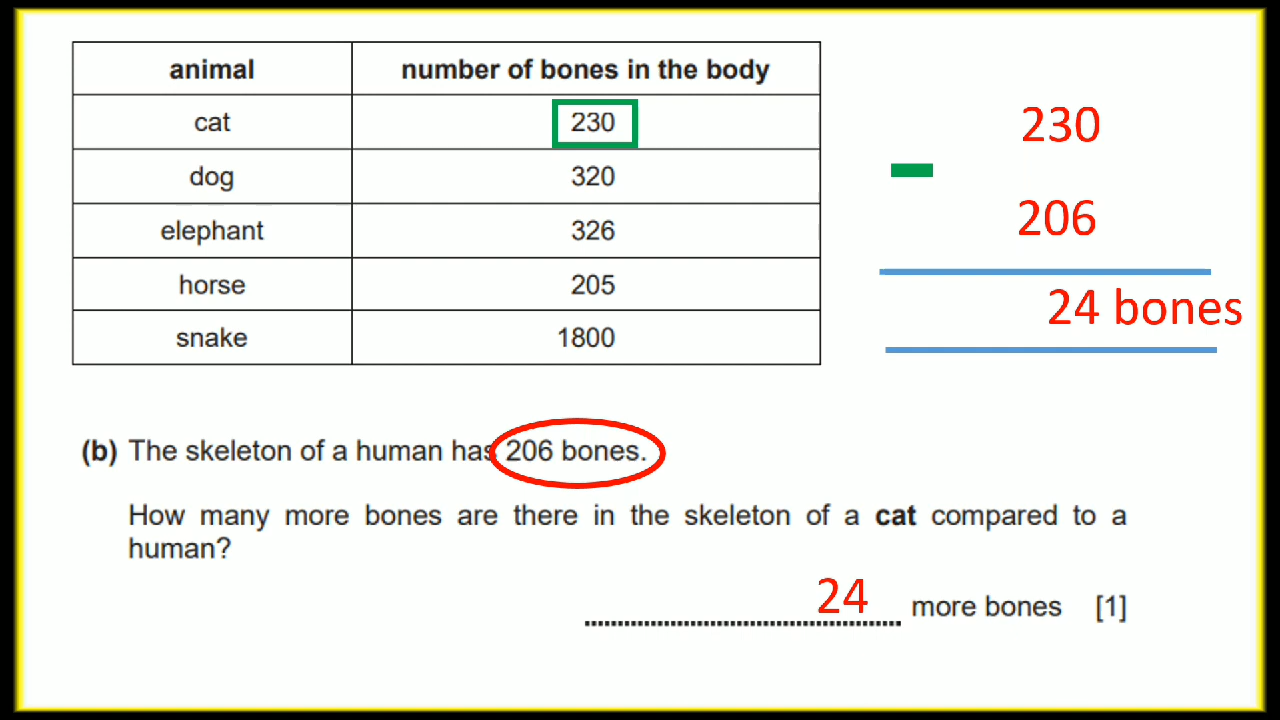 animal number of bones in the body
cat 230
dog 320
elephant 326
horse 205
snake 1800
230
-
206
24 bones
(b) The skeleton of a human has 206 bones.
How many more bones are there in the skeleton of a cat compared to a
human?
24 more bones [1]